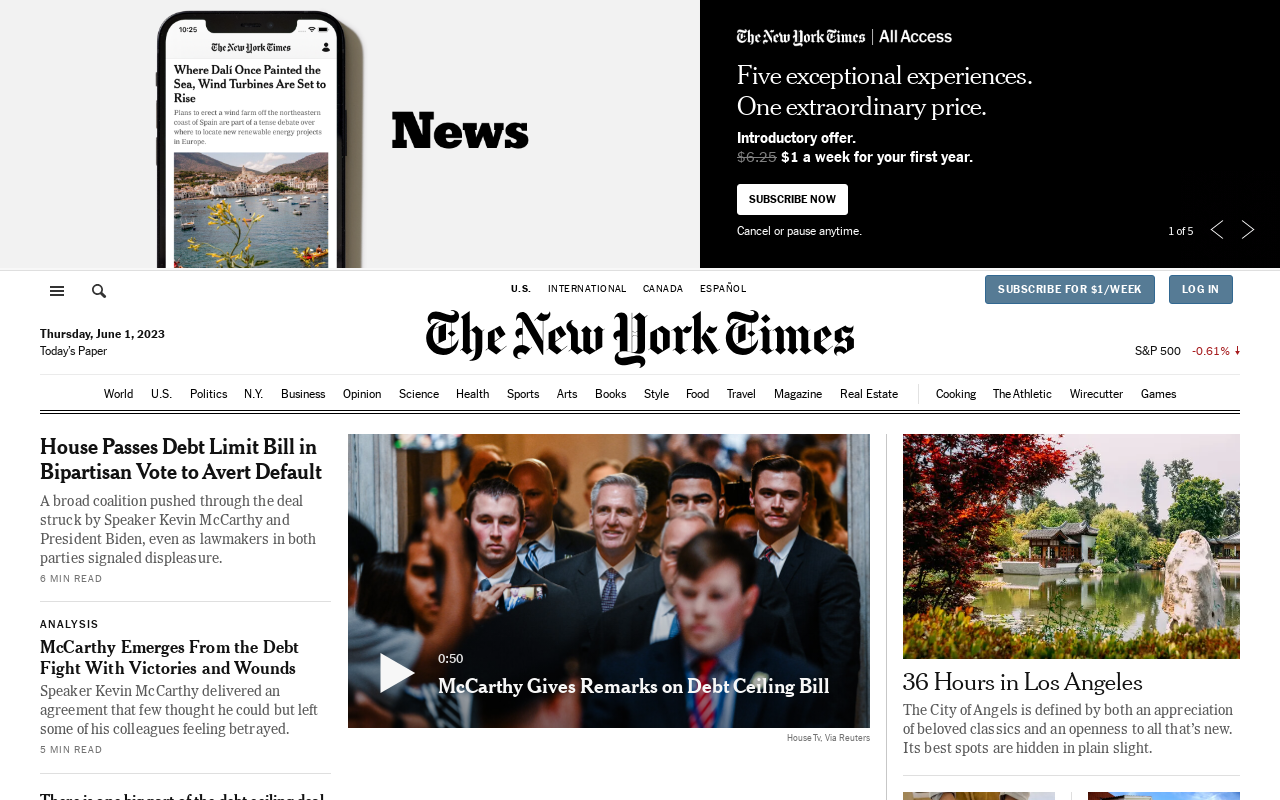 10:25
The New York Times
Where Dalí Once Painted the
Sea, Wind Turbines Are Set to
Rise
Plans to erect a wind farm off the northeastern
coast of Spain are part of a tense debate over
where to locate new renewable energy projects
in Europe.
News
The New York Times | All Access
Five exceptional experiences.
One extraordinary price.
Introductory offer.
$6.25 $1 a week for your first year.
SUBSCRIBE NOW
Cancel or pause anytime.
1 of 5
U.S. INTERNATIONAL CANADA ESPAÑOL
SUBSCRIBE FOR $1/WEEK
LOG IN
Thursday, June 1, 2023
Today's Paper
The New York Times
S&P 500 -0.61%
World U.S. Politics N.Y. Business Opinion Science Health Sports Arts Books Style Food Travel Magazine Real Estate Cooking The Athletic Wirecutter Games
House Passes Debt Limit Bill in
Bipartisan Vote to Avert Default
A broad coalition pushed through the deal
struck by Speaker Kevin McCarthy and
President Biden, even as lawmakers in both
parties signaled displeasure.
6 MIN READ
ANALYSIS
McCarthy Emerges From the Debt
Fight With Victories and Wounds
Speaker Kevin McCarthy delivered an
agreement that few thought he could but left
some of his colleagues feeling betrayed.
5 MIN READ
There is one big part of the debt ceiling deal
0:50
McCarthy Gives Remarks on Debt Ceiling Bill
House Tv, Via Reuters
36 Hours in Los Angeles
The City of Angels is defined by both an appreciation
of beloved classics and an openness to all that's new.
Its best spots are hidden in plain slight.